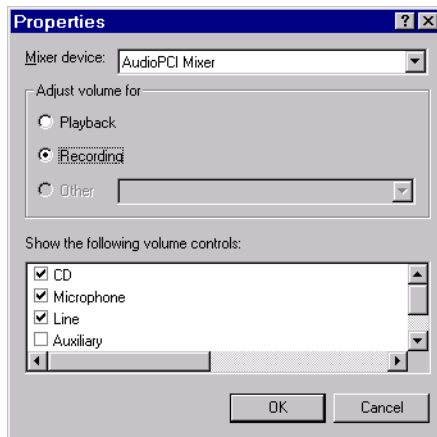 Properties
Mixer device: AudioPCI Mixer
Adjust volume for
Playback
Recording
Other
Show the following volume controls:
CD
Microphone
Line
Auxiliary
OK Cancel